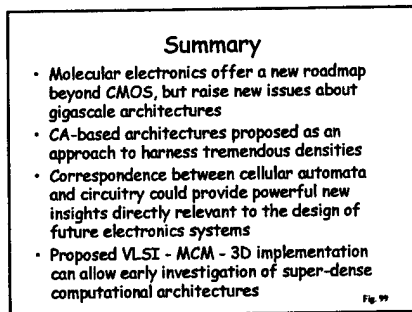 Summary
• Molecular electronics offer a new roadmap
beyond CMOS, but raise new issues about
gigascale architectures
• CA-based architectures proposed as an
approach to harness tremendous densities
• Correspondence between cellular automata
and circuitry could provide powerful new
insights directly relevant to the design of
future electronics systems
• Proposed VLSI - MCM - 3D implementation
can allow early investigation of super-dense
computational architectures
Fig. 99